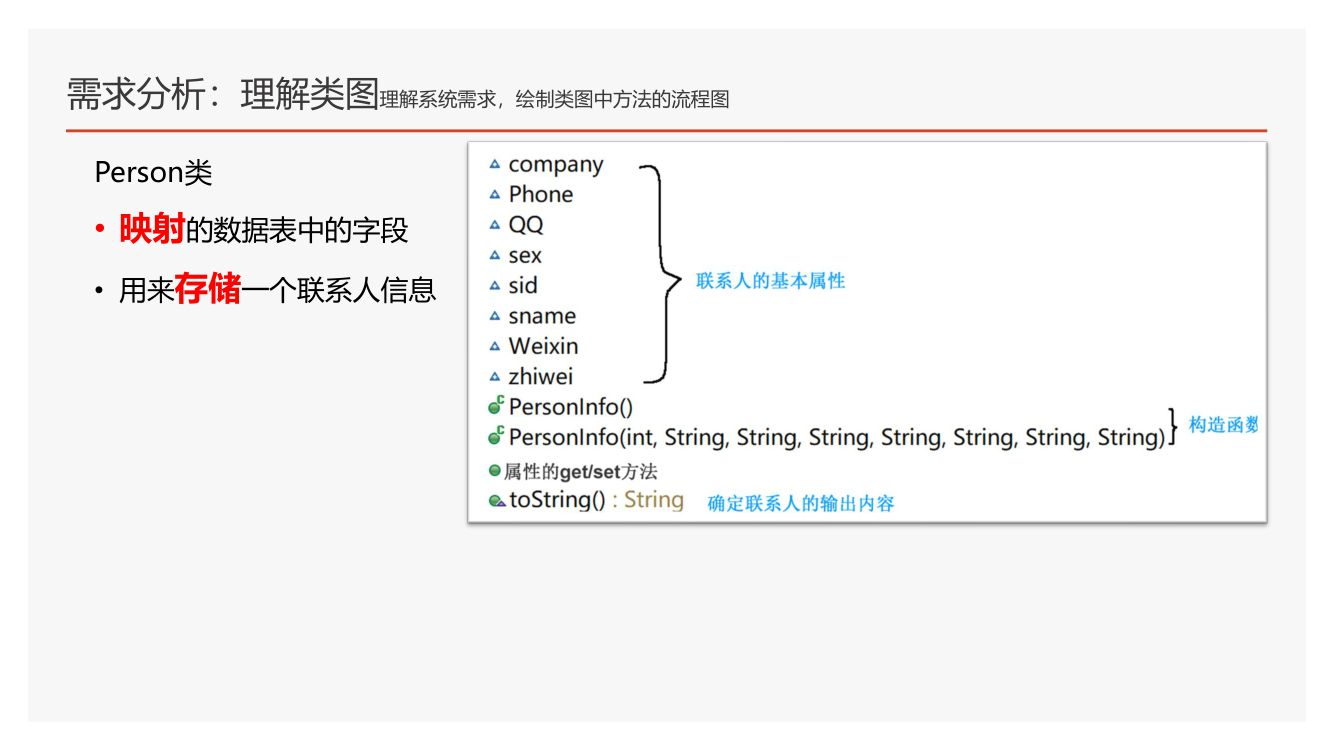 需求分析：理解类图理解系统需求，绘制类图中方法的流程图
Person类
• 映射的数据表中的字段
• 用来存储一个联系人信息
company
Phone
QQ
sex
sid
sname
Weixin
zhiwei
联系人的基本属性
PersonInfo()
PersonInfo(int, String, String, String, String, String, String, String)
构造函数
属性的get/set方法
toString() : String 确定联系人的输出内容